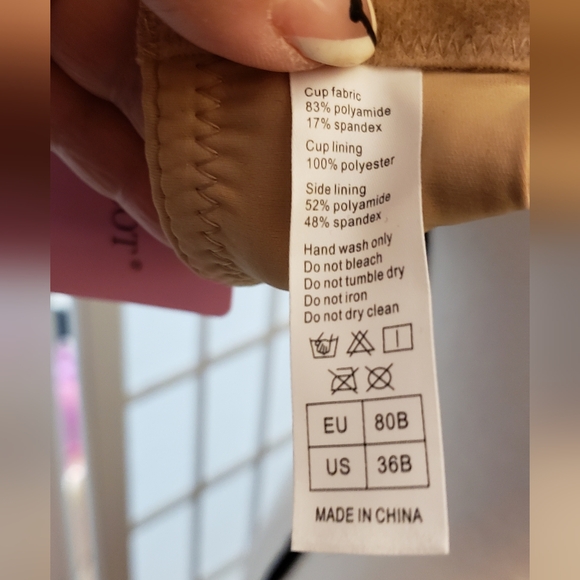 Cup fabric
83% polyamide
17% spandex
Cup lining
100% polyester
Side lining
52% polyamide
48% spandex
Hand wash only
Do not bleach
Do not tumble dry
Do not iron
Do not dry clean
EU 80B
US 36B
MADE IN CHINA